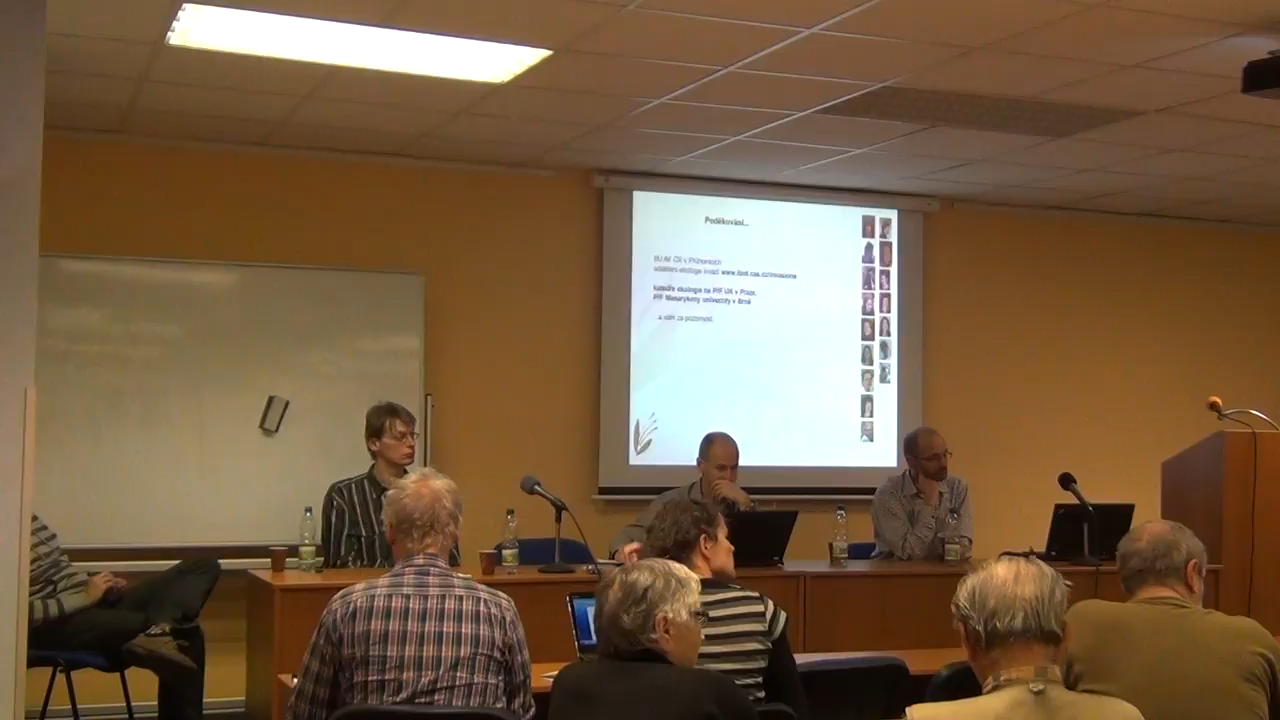 Poděkování...
BÚ AV ČR v Průhonicích
oddělení ekologie invazí www.ibot.cas.cz/invasions
katedře ekologie na PřF UK v Praze,
PřF Masarykovy univerzity v Brně
...a vám za pozornost